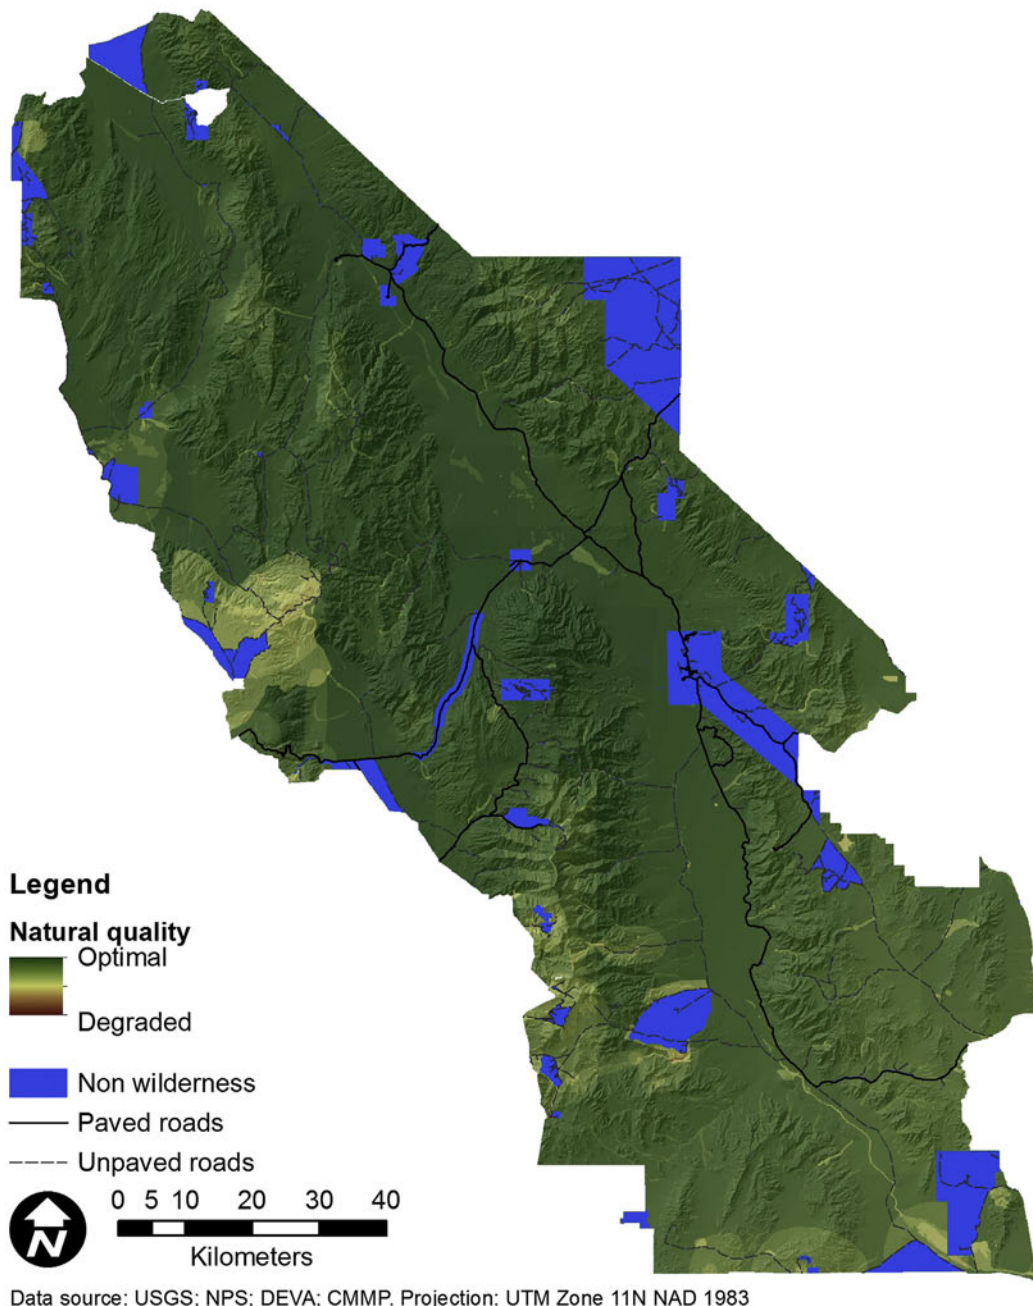 Legend
Natural quality
Optimal
Degraded
Non wilderness
Paved roads
Unpaved roads
N
0 5 10 20 30 40
Kilometers
Data source: USGS; NPS; DEVA; CMMP. Projection: UTM Zone 11N NAD 1983